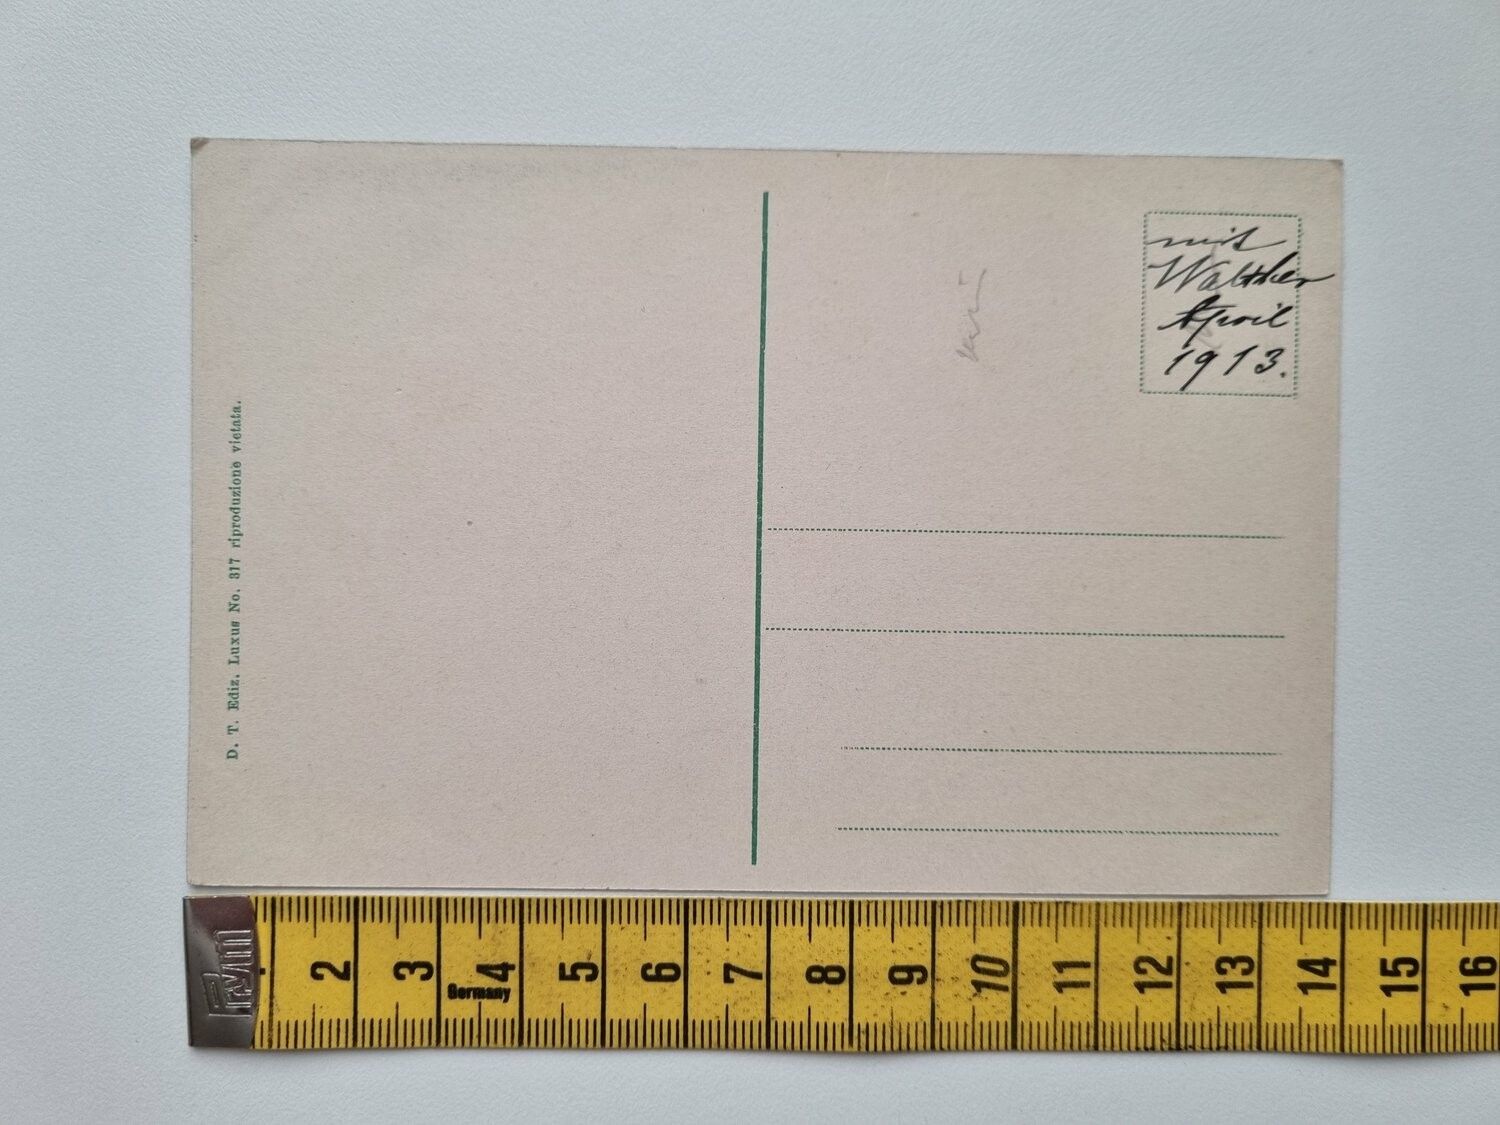 mit
Walther
April
1913.
D. T. Ediz. Luxus No. 317 riproduzione vietata.
Prym
Germany
2 3 4 5 6 7 8 9 10 11 12 13 14 15 16